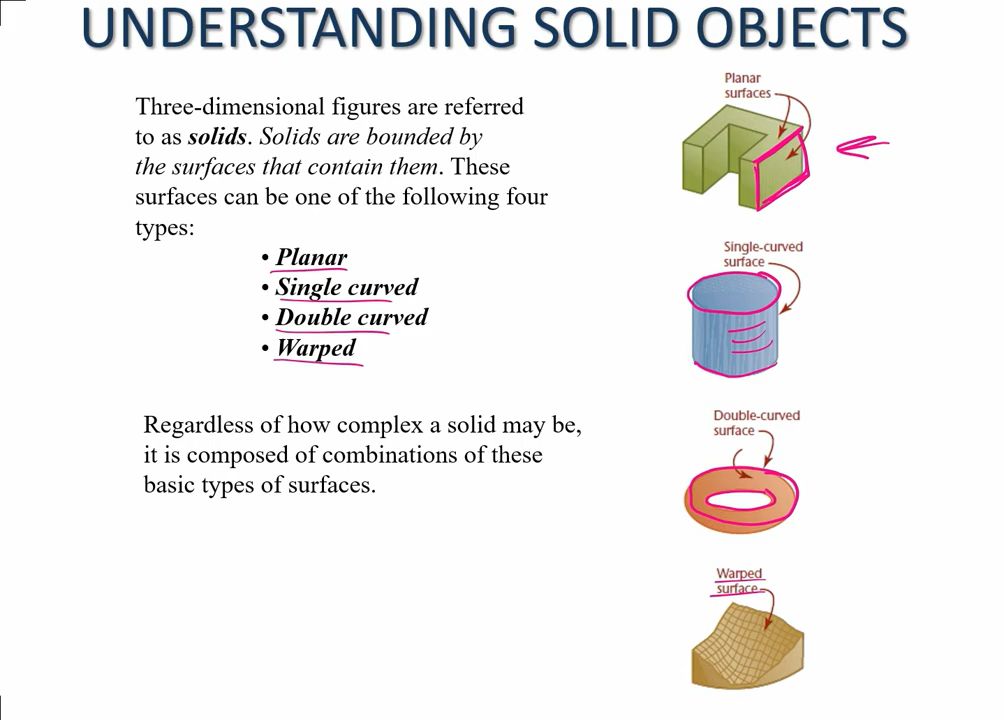 UNDERSTANDING SOLID OBJECTS
Three-dimensional figures are referred
to as solids. Solids are bounded by
the surfaces that contain them. These
surfaces can be one of the following four
types:
• Planar
• Single curved
• Double curved
• Warped
Regardless of how complex a solid may be,
it is composed of combinations of these
basic types of surfaces.
Planar
surfaces
Single-curved
surface
Double-curved
surface
Warped
surface